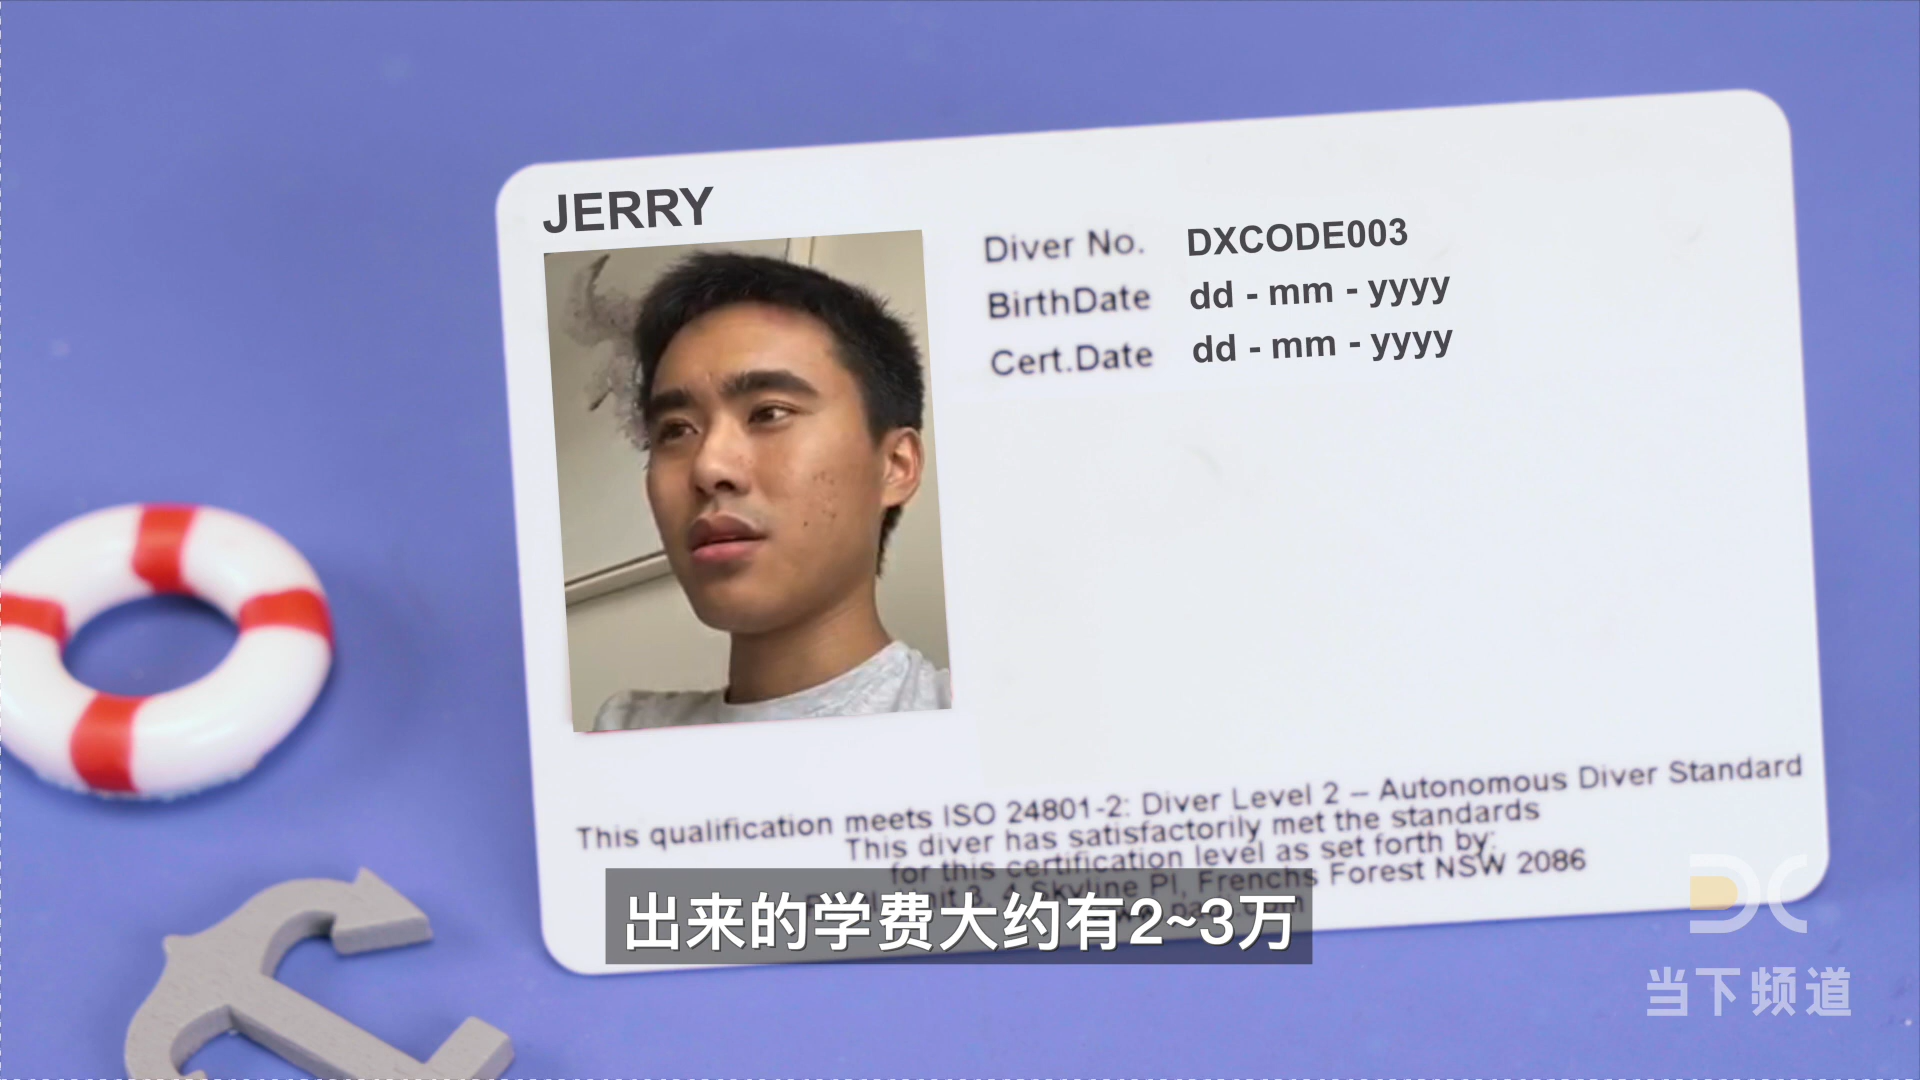 JERRY
Diver No. DXCODE003
BirthDate dd - mm - yyyy
Cert.Date dd - mm - yyyy
This qualification meets ISO 24801-2: Diver Level 2 – Autonomous Diver Standard
This diver has satisfactorily met the standards
for this certification level as set forth by:
Skyline Pl, Frenchs Forest NSW 2086
出来的学费大约有2~3万
DC
当下频道